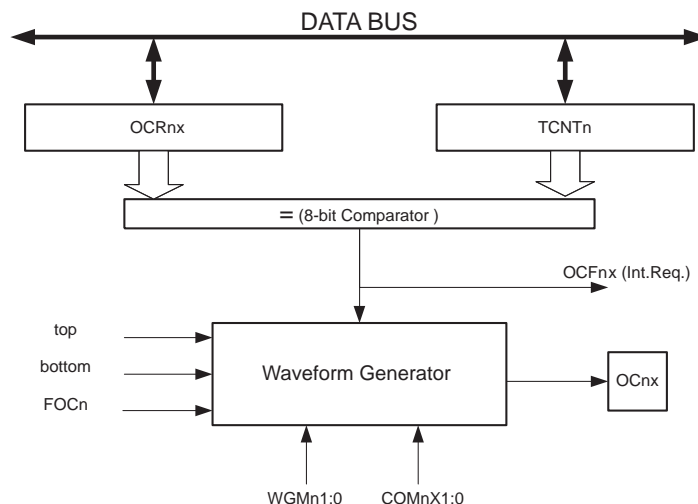 DATA BUS
OCRnx
TCNTn
= (8-bit Comparator )
OCFnx (Int.Req.)
top
bottom
FOCn
Waveform Generator
OCnx
WGMn1:0
COMnX1:0